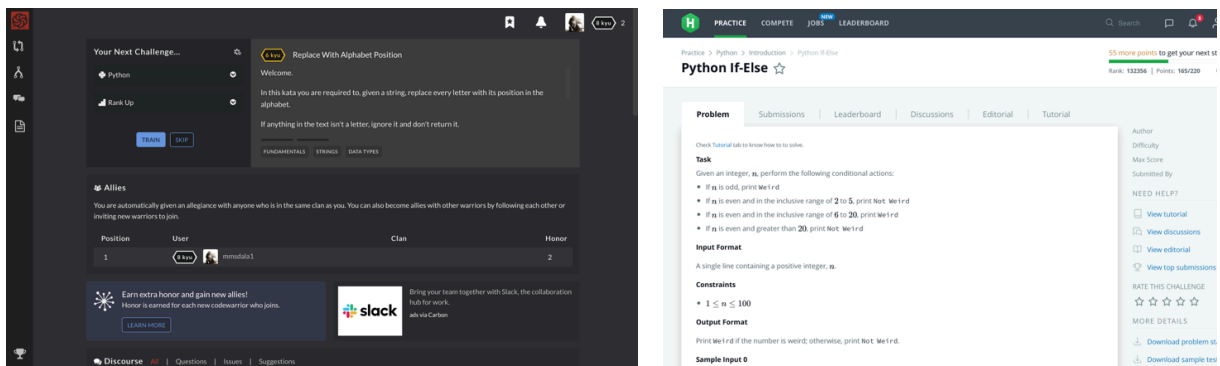 8 kyu 2
Your Next Challenge...
Python
Rank Up
TRAIN SKIP
6 kyu Replace With Alphabet Position
Welcome.
In this kata you are required to, given a string, replace every letter with its position in the
alphabet.
If anything in the text isn't a letter, ignore it and don't return it.
FUNDAMENTALS STRINGS DATA TYPES
Allies
You are automatically given an allegiance with anyone who is in the same clan as you. You can also become allies with other warriors by following each other or
inviting new warriors to join.
Position User Clan Honor
1 8 kyu mmsdala1 2
Earn extra honor and gain new allies!
Honor is earned for each new codewarrior who joins.
LEARN MORE
slack
Bring your team together with Slack, the collaboration
hub for work.
ads via Carbon
Discourse All | Questions | Issues | Suggestions
H PRACTICE COMPETE JOBS NEW LEADERBOARD Search
Practice > Python > Introduction > Python If-Else
Python If-Else
55 more points to get your next st
Rank: 132356 | Points: 165/220
Problem Submissions Leaderboard Discussions Editorial Tutorial
Check Tutorial tab to know how to to solve.
Task
Given an integer, n, perform the following conditional actions:
• If n is odd, print Weird
• If n is even and in the inclusive range of 2 to 5, print Not Weird
• If n is even and in the inclusive range of 6 to 20, print Weird
• If n is even and greater than 20, print Not Weird
Input Format
A single line containing a positive integer, n.
Constraints
• 1 ≤ n ≤ 100
Output Format
Print Weird if the number is weird; otherwise, print Not Weird.
Sample Input 0
Author
Difficulty
Max Score
Submitted By
NEED HELP?
View tutorial
View discussions
View editorial
View top submissions
RATE THIS CHALLENGE
MORE DETAILS
Download problem sta
Download sample test